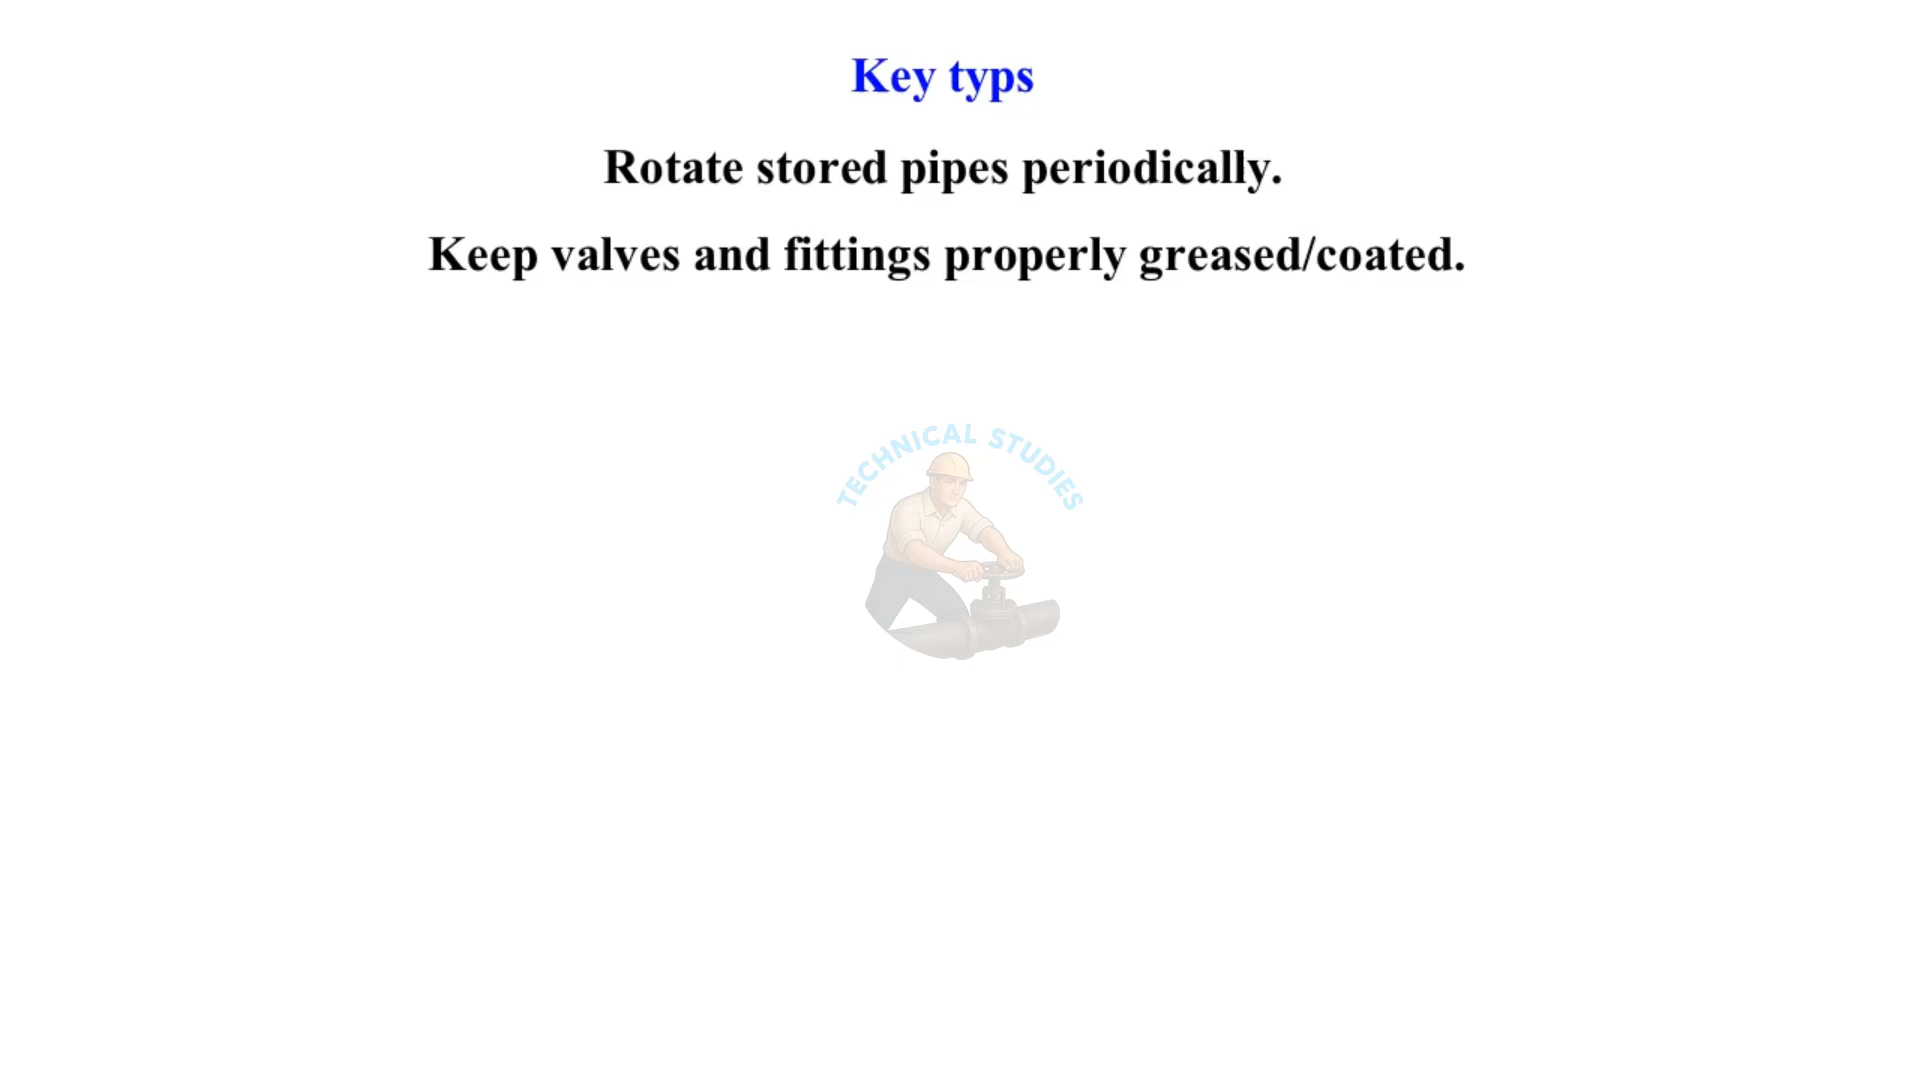 Key typs
Rotate stored pipes periodically.
Keep valves and fittings properly greased/coated.
TECHNICAL STUDIES